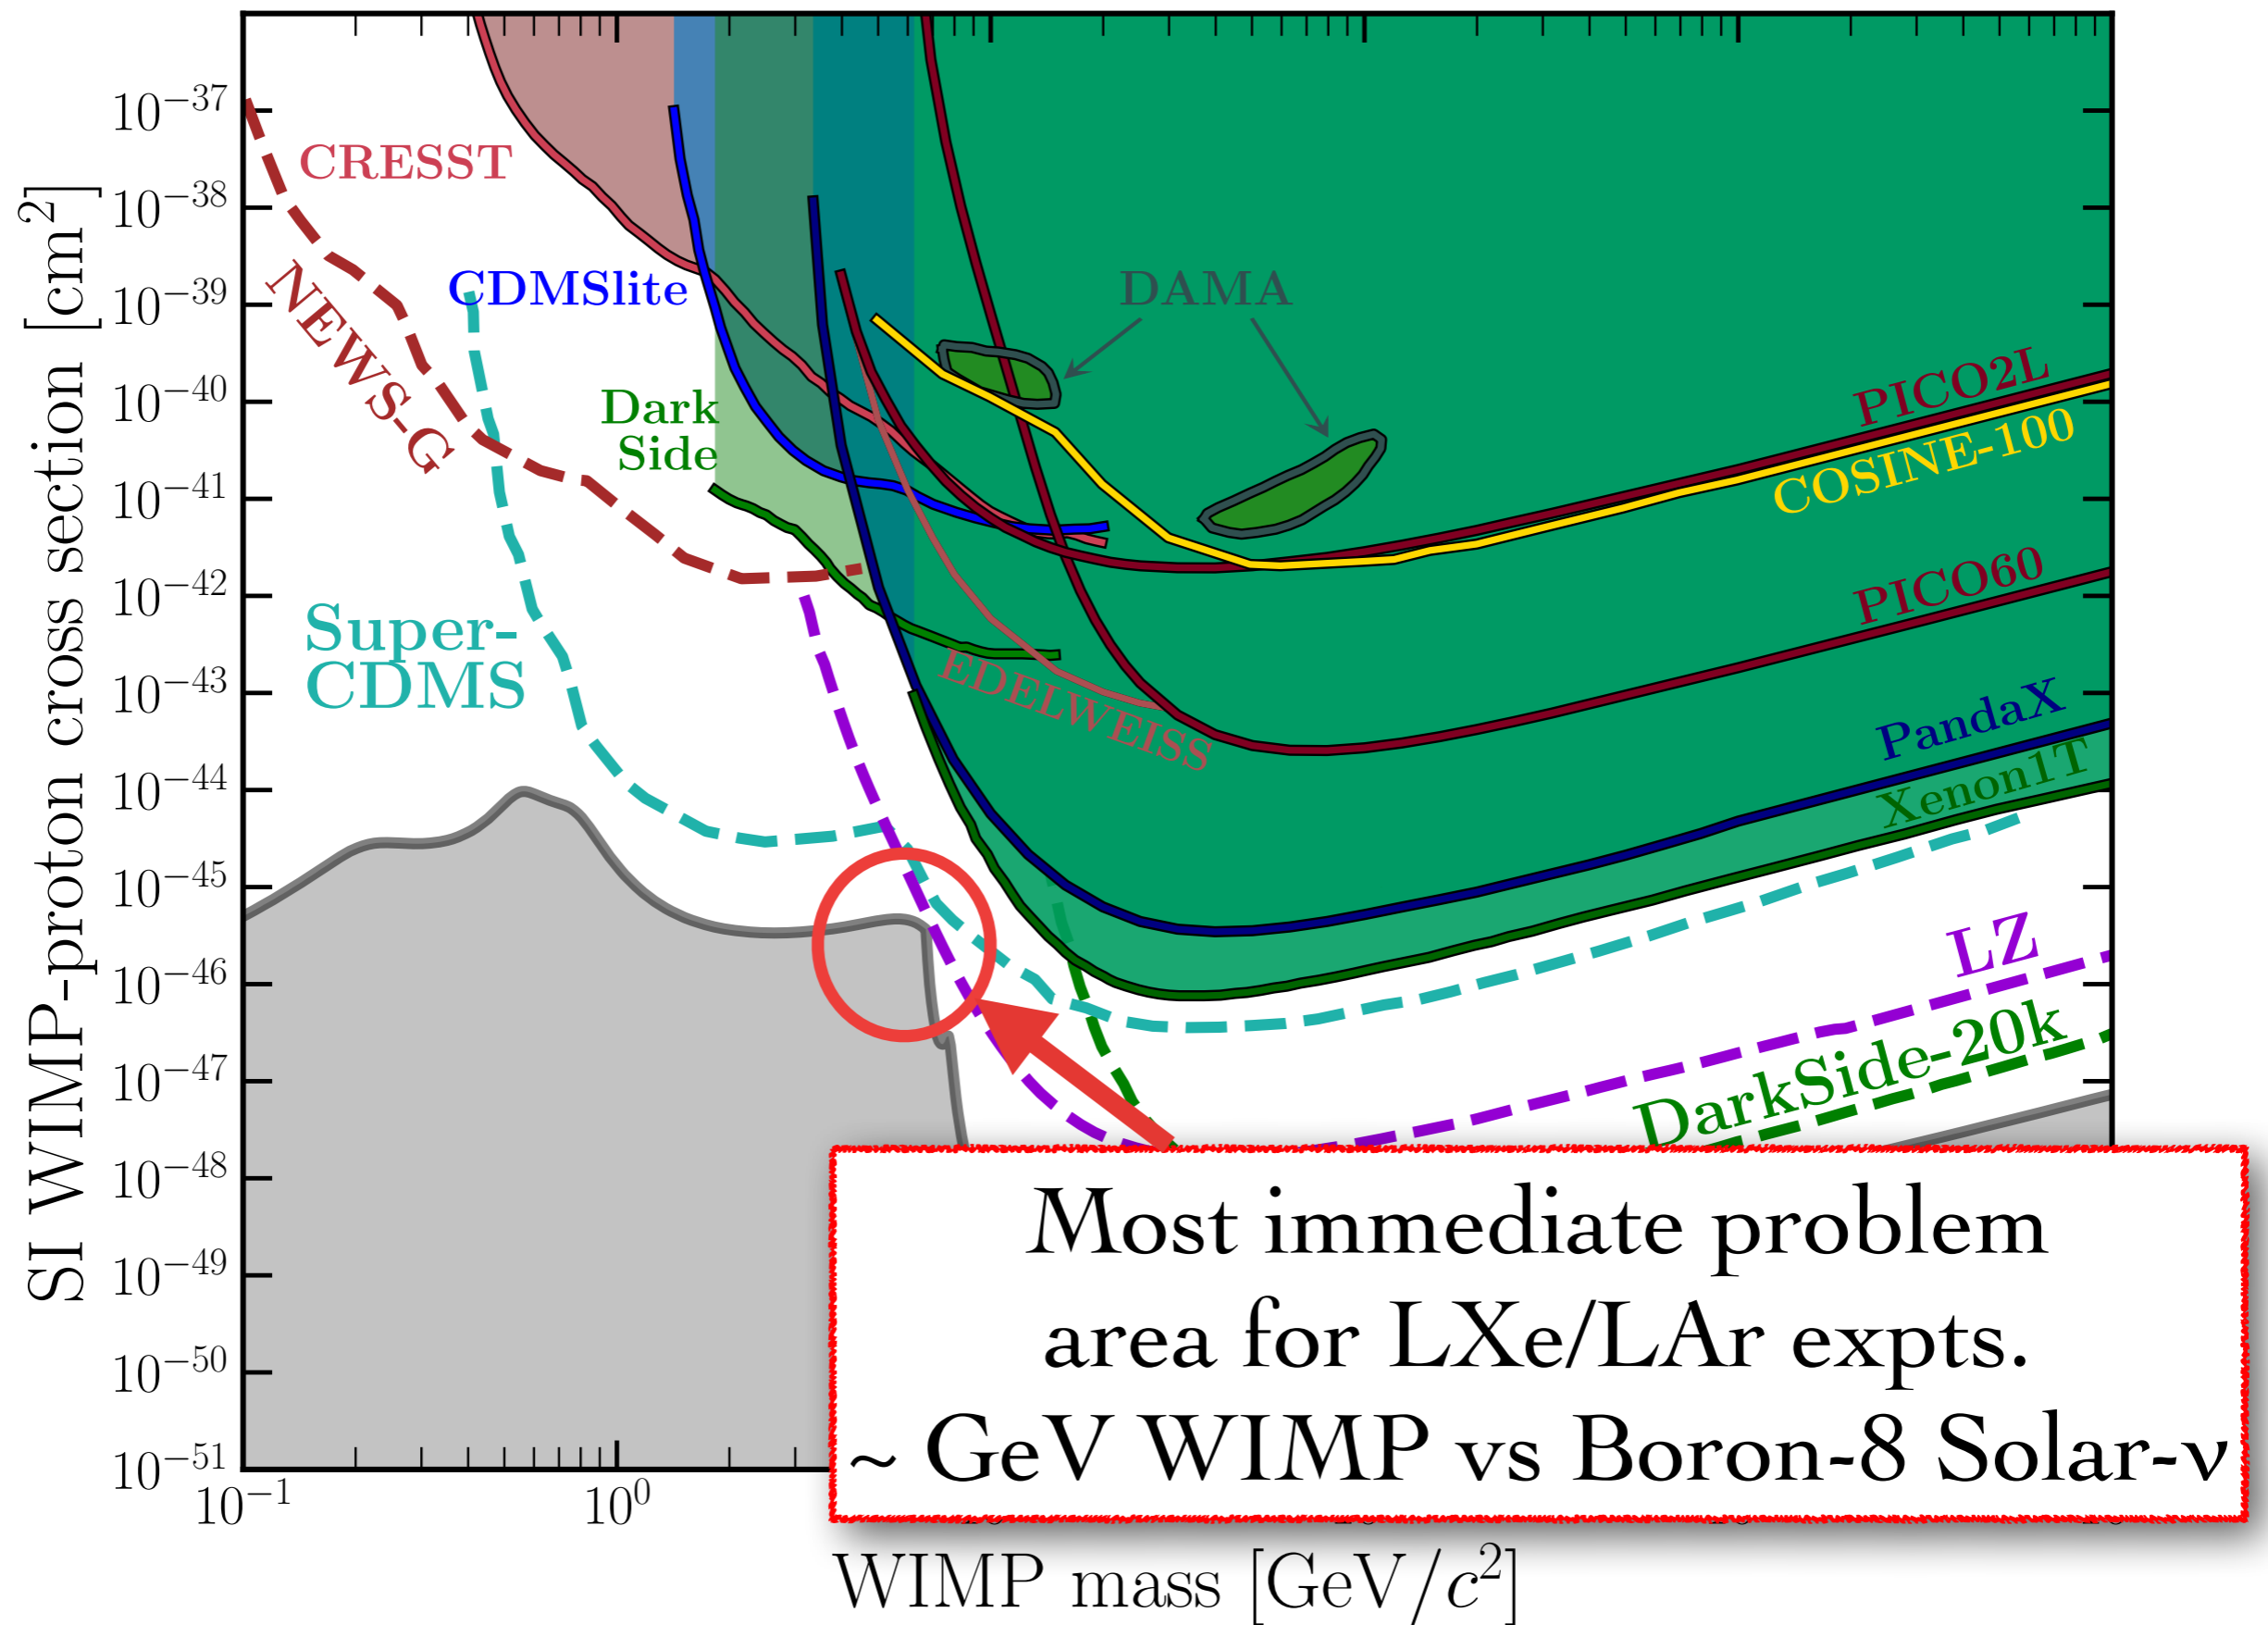 SI WIMP-proton cross section [cm²]
10⁻³⁷
10⁻³⁸
10⁻³⁹
10⁻⁴⁰
10⁻⁴¹
10⁻⁴²
10⁻⁴³
10⁻⁴⁴
10⁻⁴⁵
10⁻⁴⁶
10⁻⁴⁷
10⁻⁴⁸
10⁻⁴⁹
10⁻⁵⁰
10⁻⁵¹
CRESST
NEWS-G
CDMSlite
DAMA
Dark
Side
Super-
CDMS
EDELWEISS
PICO2L
COSINE-100
PICO60
PandaX
Xenon1T
LZ
DarkSide-20k
Most immediate problem
area for LXe/LAr expts.
~ GeV WIMP vs Boron-8 Solar-ν
10⁻¹
10⁰
WIMP mass [GeV/c²]